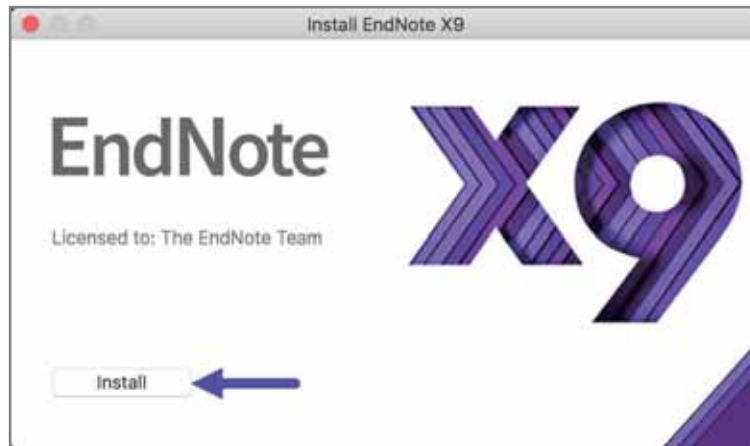 Install EndNote X9
EndNote
X9
Licensed to: The EndNote Team
Install